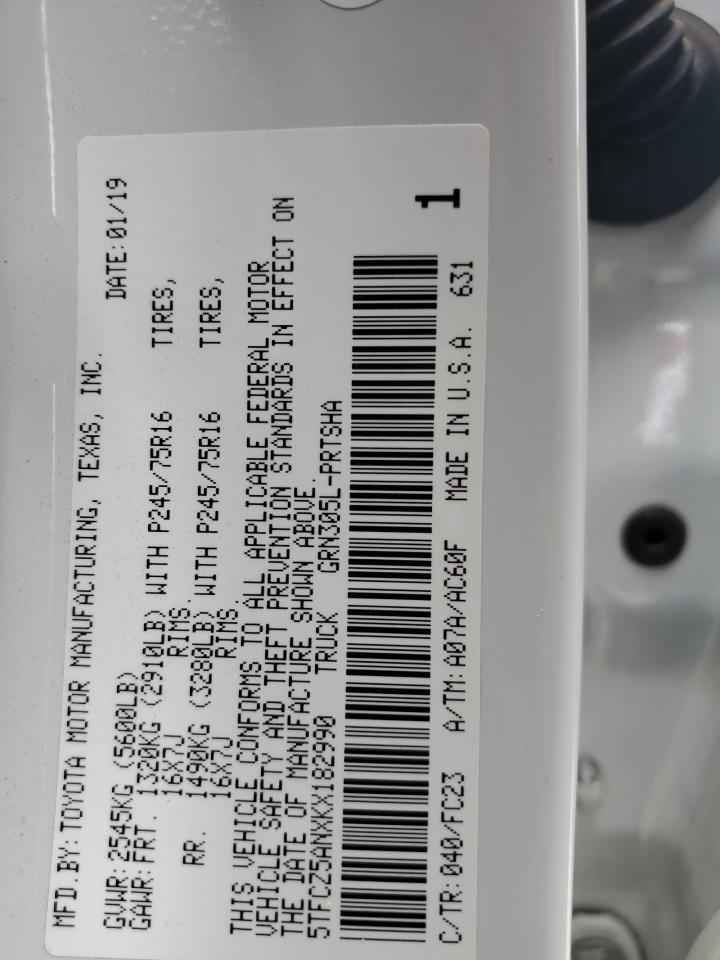 MFD.BY: TOYOTA MOTOR MANUFACTURING, TEXAS, INC.
DATE: 01/19
GVWR: 2545KG (5600LB)
GAWR: FRT. 1320KG (2910LB) WITH P245/75R16 TIRES,
16X7J RIMS.
RR. 1490KG (3280LB) WITH P245/75R16 TIRES,
16X7J RIMS.
THIS VEHICLE CONFORMS TO ALL APPLICABLE FEDERAL MOTOR
VEHICLE SAFETY AND THEFT PREVENTION STANDARDS IN EFFECT ON
THE DATE OF MANUFACTURE SHOWN ABOVE.
5TFCZ5ANXKX182990 TRUCK GRN305L-PRTSHA
1
C/TR: 040/FC23 A/TM: A07A/AC60F MADE IN U.S.A. 631